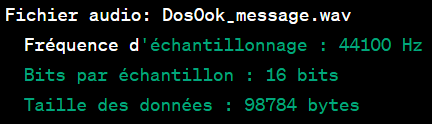 Fichier audio: DosOok_message.wav
Fréquence d'échantillonnage : 44100 Hz
Bits par échantillon : 16 bits
Taille des données : 98784 bytes